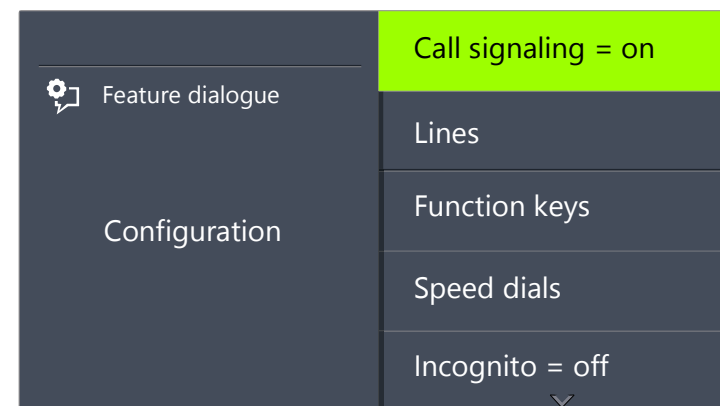 Feature dialogue
Configuration
Call signaling = on
Lines
Function keys
Speed dials
Incognito = off